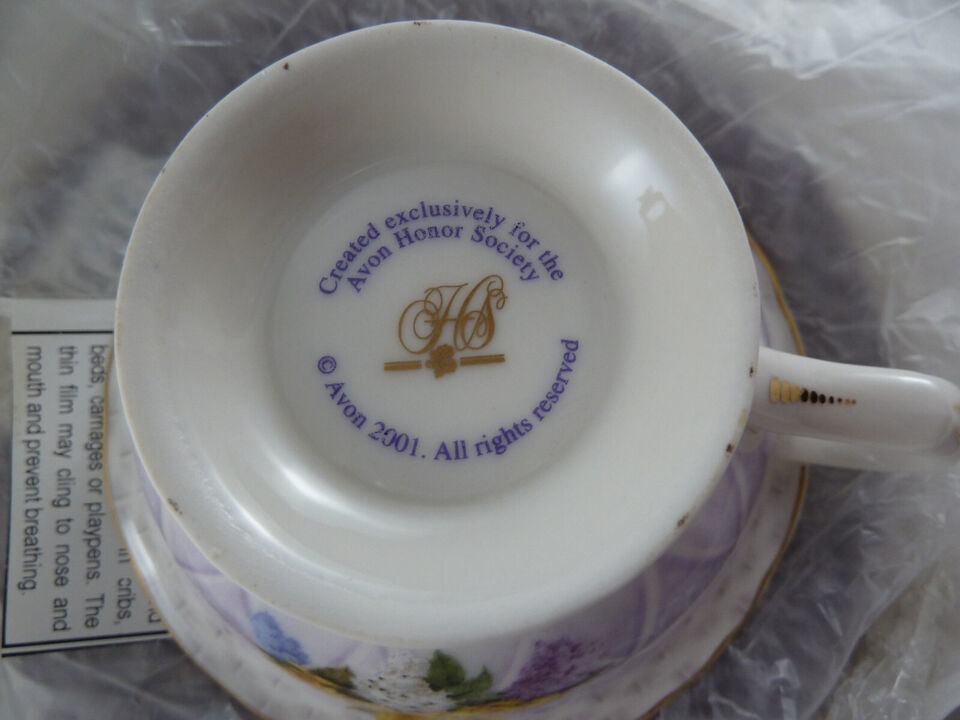 Created exclusively for the
Avon Honor Society
HS
© Avon 2001. All rights reserved
in cribs,
beds, carriages or playpens. The
thin film may cling to nose and
mouth and prevent breathing.